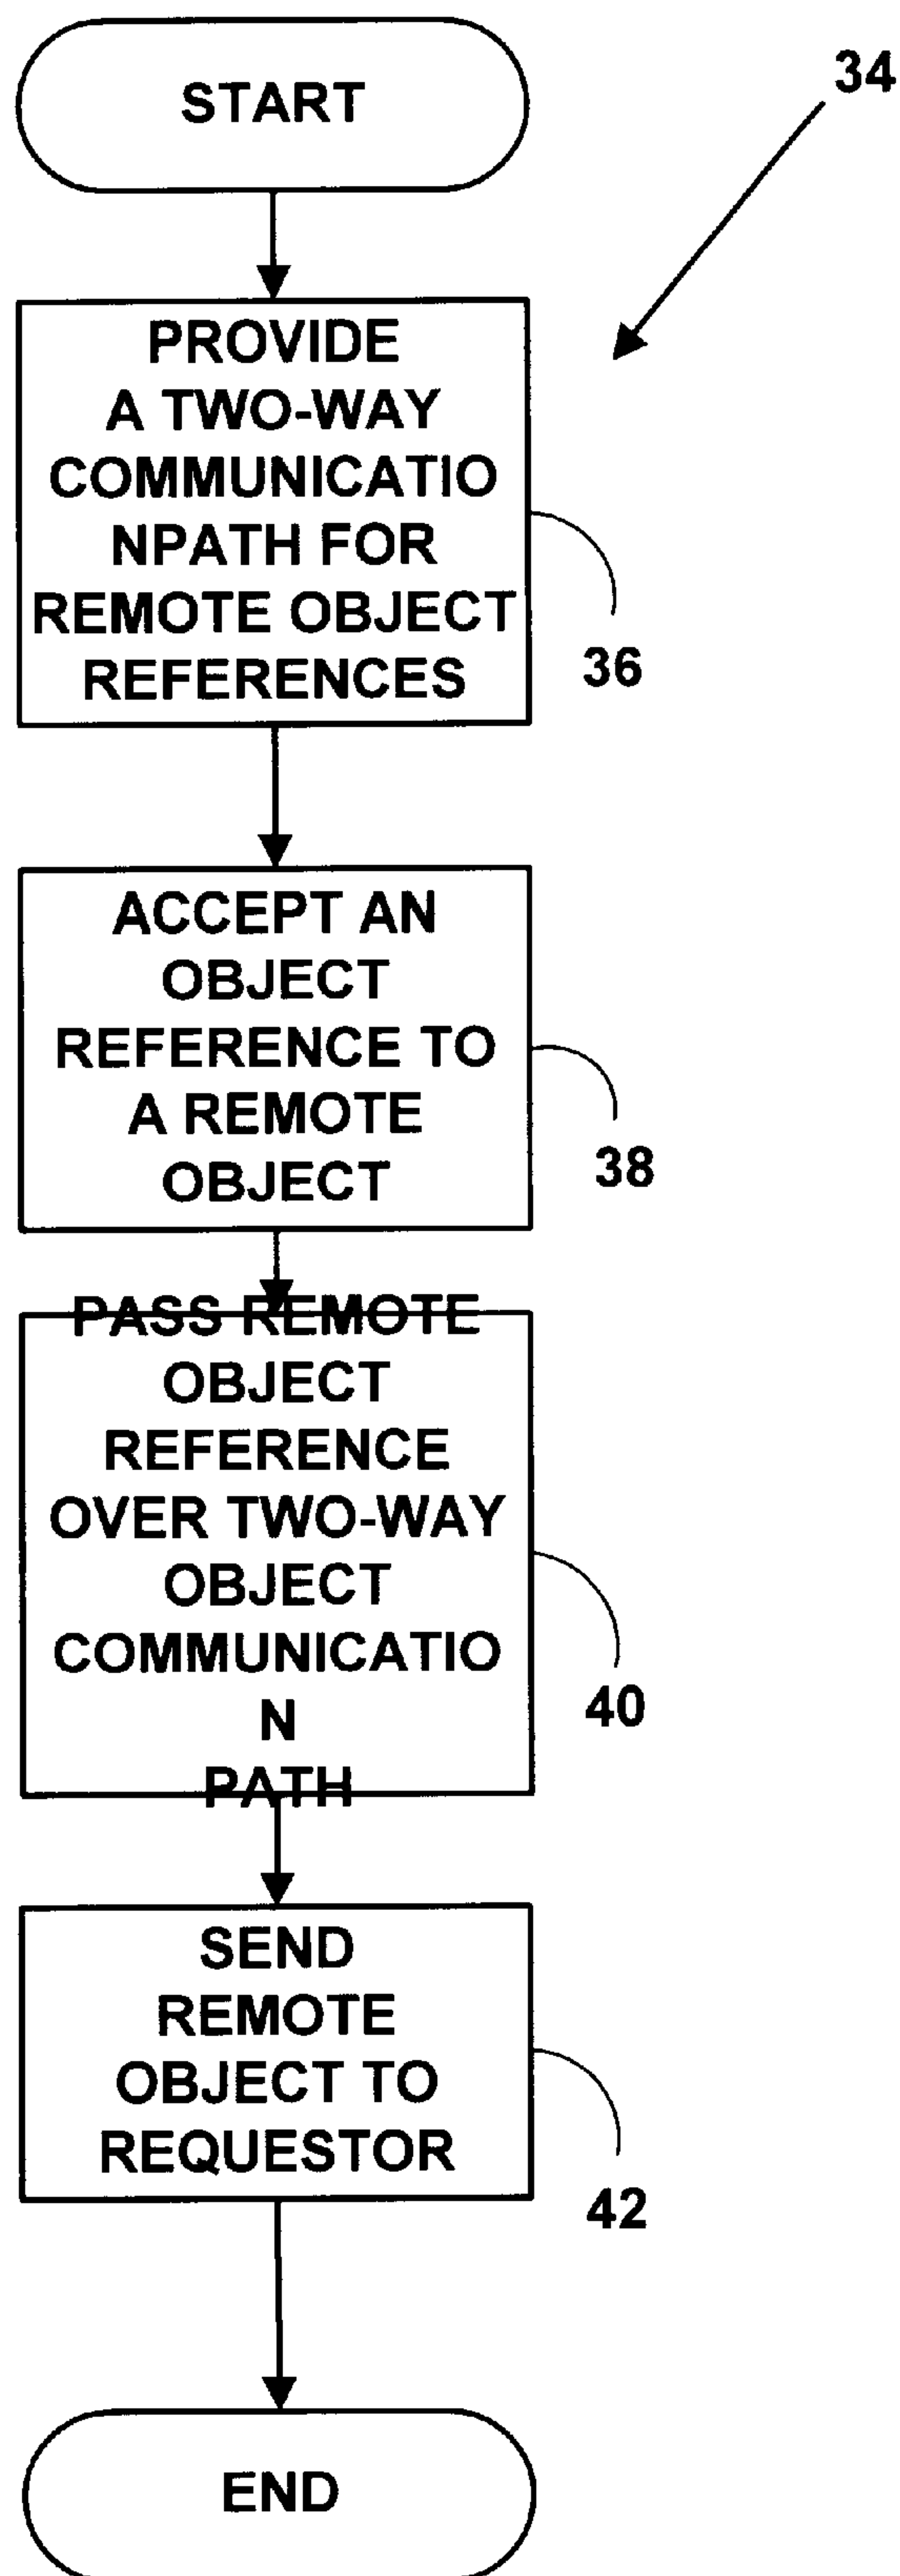 START
34
PROVIDE
A TWO-WAY
COMMUNICATIO
NPATH FOR
REMOTE OBJECT
REFERENCES
36
ACCEPT AN
OBJECT
REFERENCE TO
A REMOTE
OBJECT
38
PASS REMOTE
OBJECT
REFERENCE
OVER TWO-WAY
OBJECT
COMMUNICATIO
N
PATH
40
SEND
REMOTE
OBJECT TO
REQUESTOR
42
END